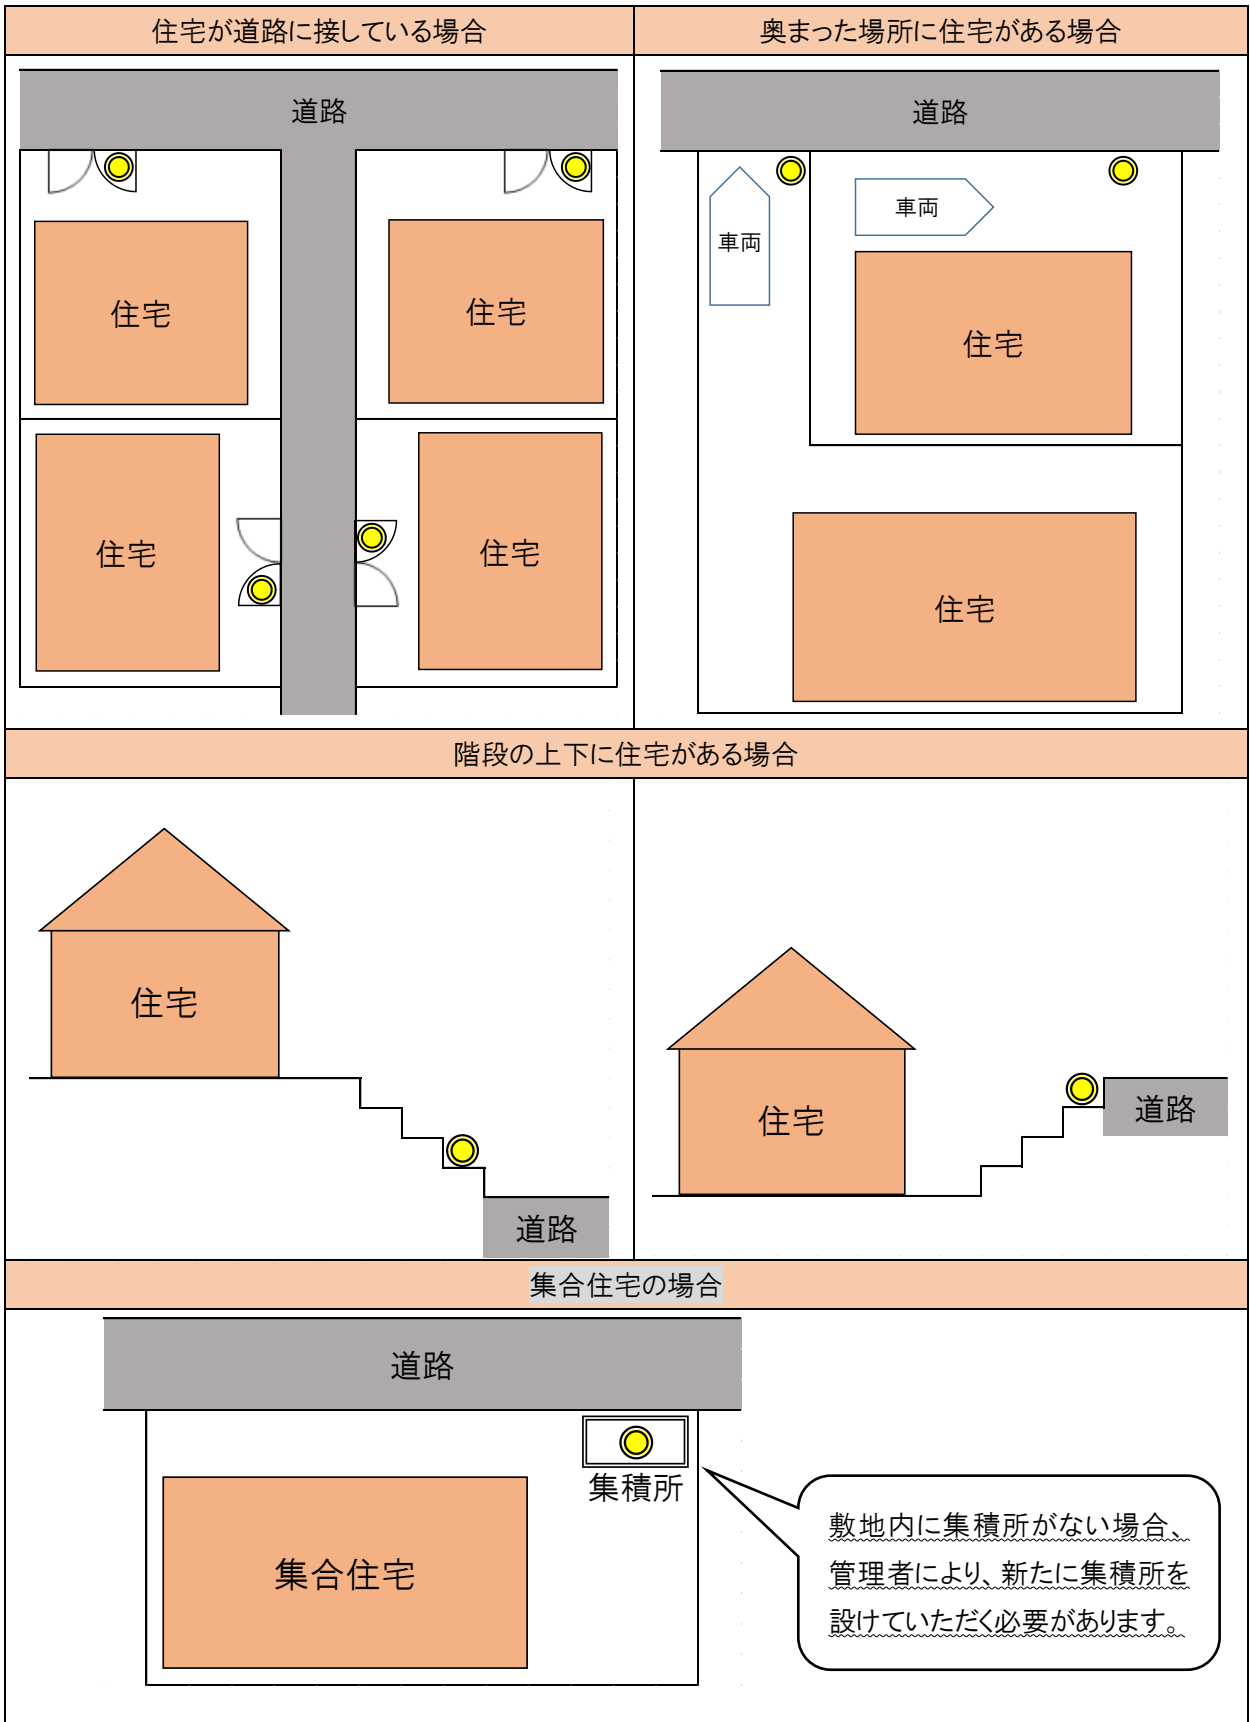 住宅が道路に接している場合
奥まった場所に住宅がある場合
道路
住宅
住宅
住宅
住宅
道路
車両
車両
住宅
住宅
階段の上下に住宅がある場合
住宅
道路
住宅
道路
集合住宅の場合
道路
集積所
集合住宅
敷地内に集積所がない場合、
管理者により、新たに集積所を
設けていただく必要があります。